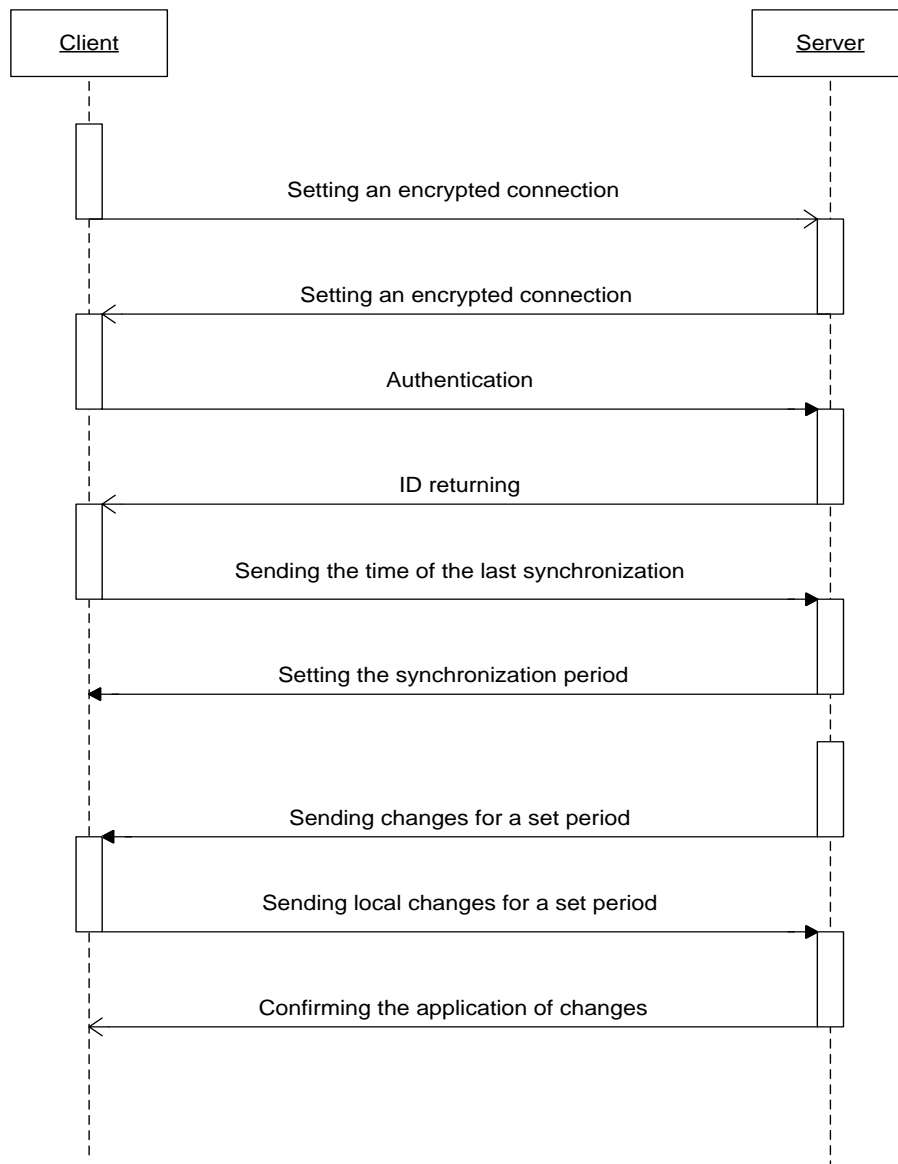 Client
Server
Setting an encrypted connection
Setting an encrypted connection
Authentication
ID returning
Sending the time of the last synchronization
Setting the synchronization period
Sending changes for a set period
Sending local changes for a set period
Confirming the application of changes